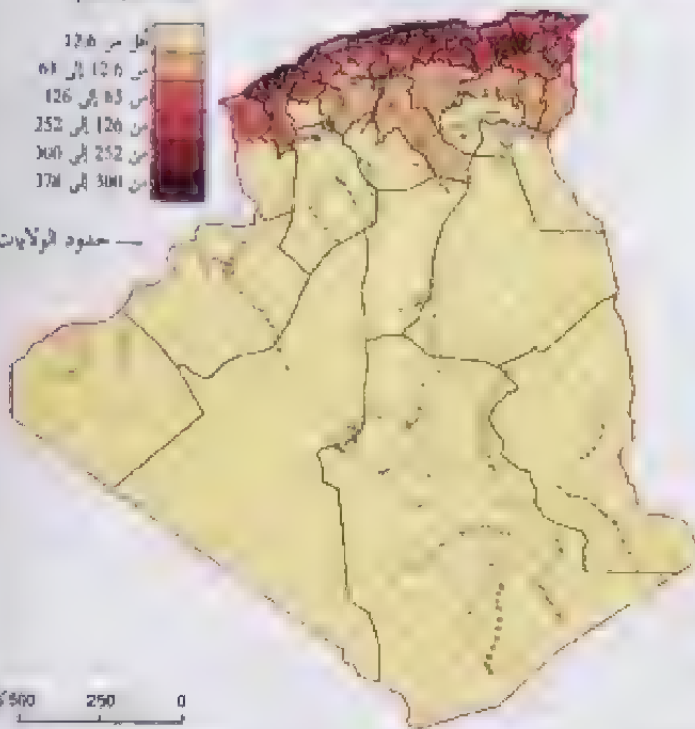 أقل من 12.6
من 12.6 إلى 63
من 63 إلى 126
من 126 إلى 252
من 252 إلى 300
من 300 إلى 378
حدود الولايات
500 250 0